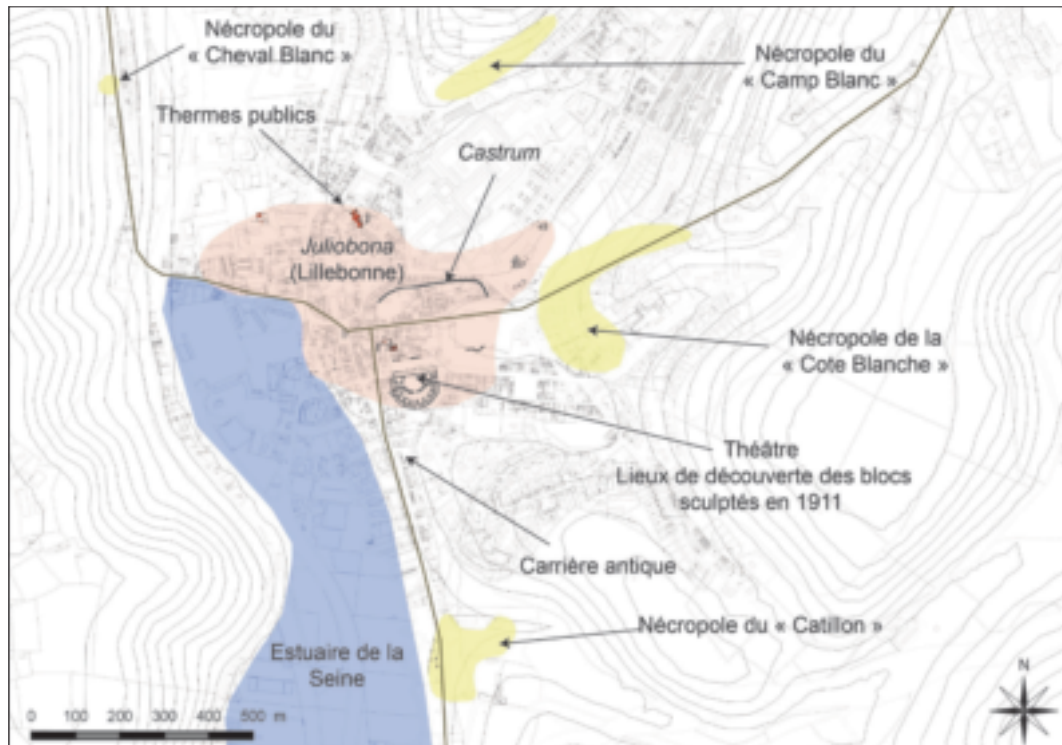 Nécropole du
« Cheval Blanc »
Nécropole du
« Camp Blanc »
Thermes publics
Castrum
Juliobona
(Lillebonne)
Nécropole de la
« Cote Blanche »
Théâtre
Lieux de découverte des blocs
sculptés en 1911
Carrière antique
Nécropole du « Catillon »
Estuaire de la
Seine
N
0 100 200 300 400 500 m